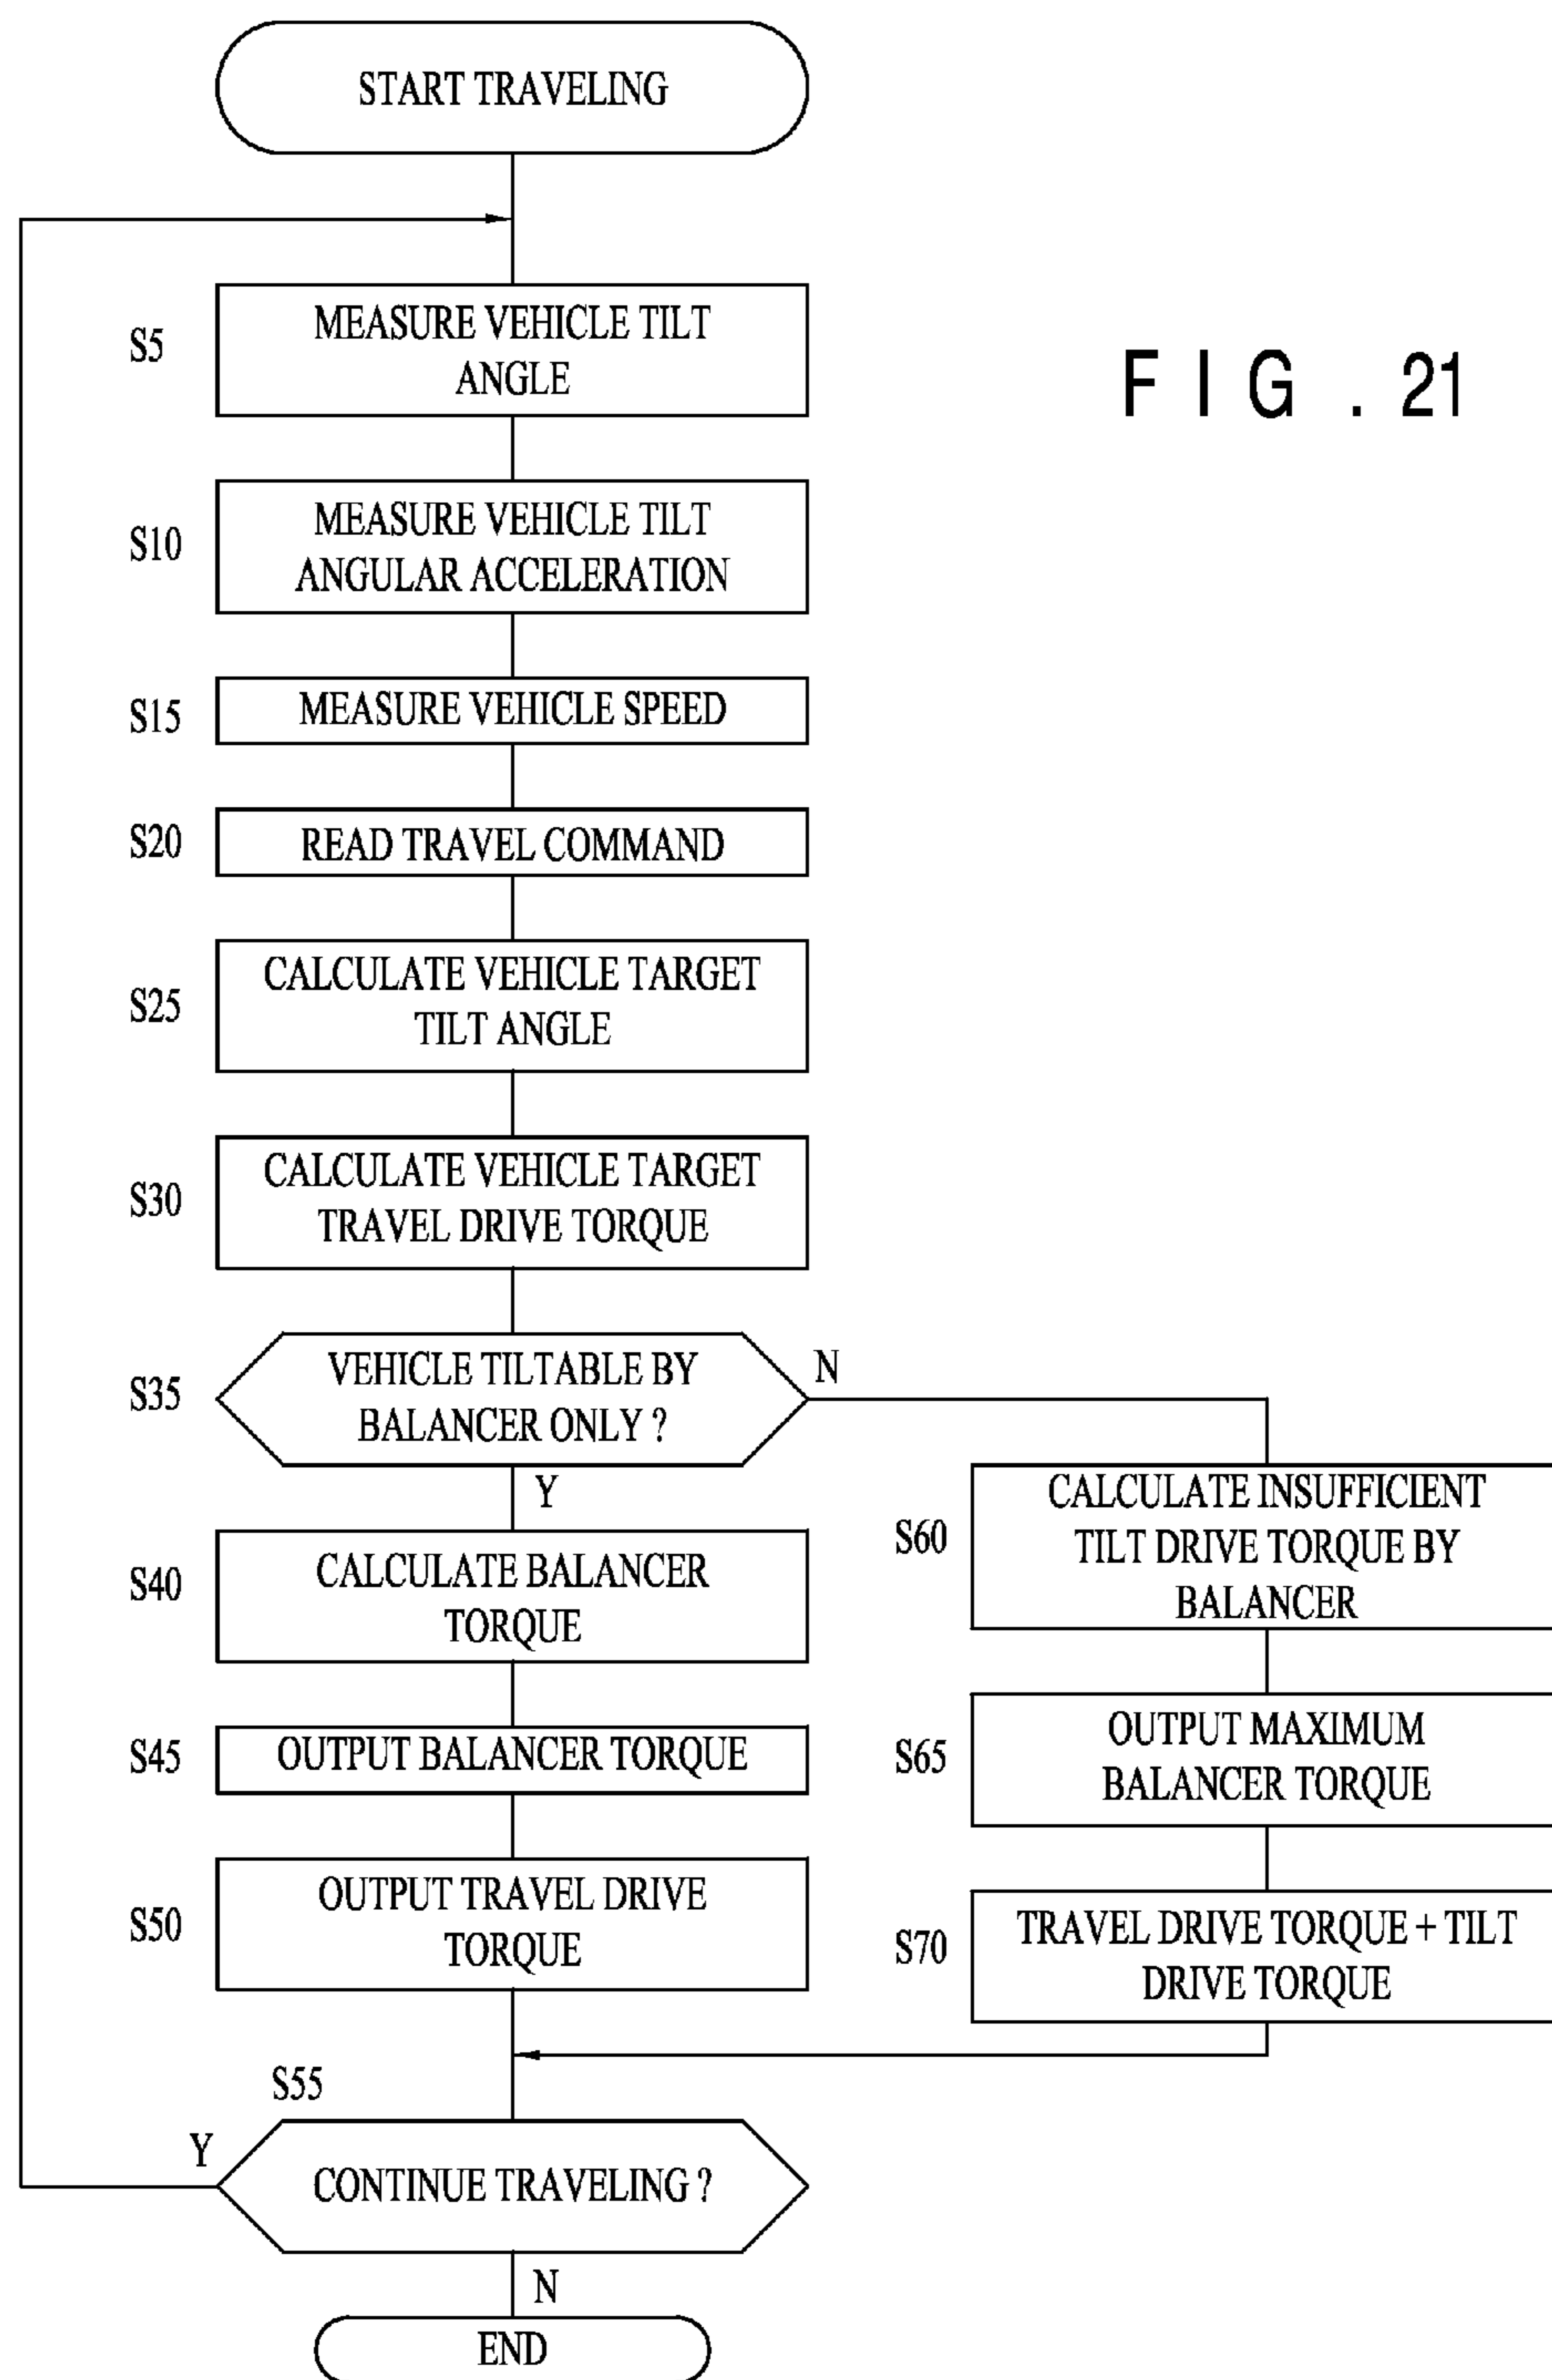 START TRAVELING
FIG. 21
S5
MEASURE VEHICLE TILT
ANGLE
S10
MEASURE VEHICLE TILT
ANGULAR ACCELERATION
S15
MEASURE VEHICLE SPEED
S20
READ TRAVEL COMMAND
S25
CALCULATE VEHICLE TARGET
TILT ANGLE
S30
CALCULATE VEHICLE TARGET
TRAVEL DRIVE TORQUE
S35
VEHICLE TILTABLE BY
BALANCER ONLY ?
N
Y
S40
CALCULATE BALANCER
TORQUE
S45
OUTPUT BALANCER TORQUE
S50
OUTPUT TRAVEL DRIVE
TORQUE
S60
CALCULATE INSUFFICIENT
TILT DRIVE TORQUE BY
BALANCER
S65
OUTPUT MAXIMUM
BALANCER TORQUE
S70
TRAVEL DRIVE TORQUE + TILT
DRIVE TORQUE
S55
Y
CONTINUE TRAVELING ?
N
END